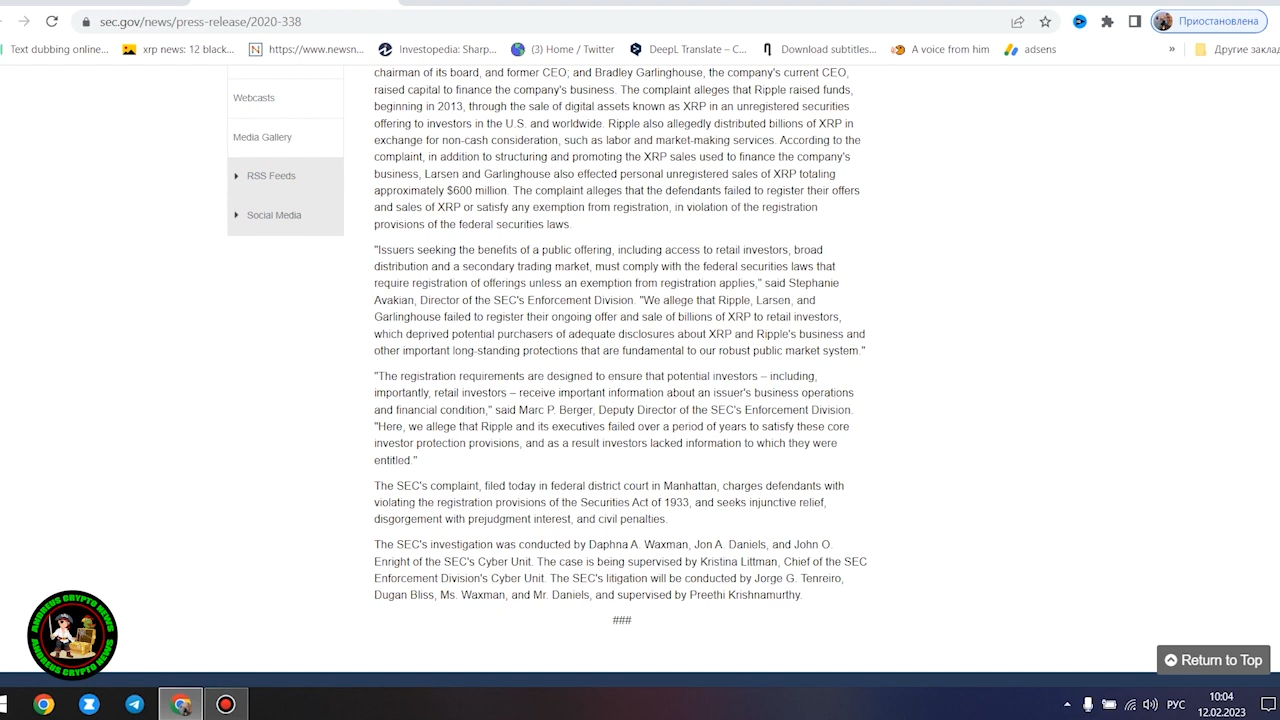 sec.gov/news/press-release/2020-338
Приостановлена
Text dubbing online...
xrp news: 12 black...
https://www.newsn...
Investopedia: Sharp...
(3) Home / Twitter
DeepL Translate – C...
Download subtitles...
A voice from him
adsens
»
Другие заклад
Webcasts
Media Gallery
RSS Feeds
Social Media
chairman of its board, and former CEO; and Bradley Garlinghouse, the company's current CEO,
raised capital to finance the company's business. The complaint alleges that Ripple raised funds,
beginning in 2013, through the sale of digital assets known as XRP in an unregistered securities
offering to investors in the U.S. and worldwide. Ripple also allegedly distributed billions of XRP in
exchange for non-cash consideration, such as labor and market-making services. According to the
complaint, in addition to structuring and promoting the XRP sales used to finance the company's
business, Larsen and Garlinghouse also effected personal unregistered sales of XRP totaling
approximately $600 million. The complaint alleges that the defendants failed to register their offers
and sales of XRP or satisfy any exemption from registration, in violation of the registration
provisions of the federal securities laws.
"Issuers seeking the benefits of a public offering, including access to retail investors, broad
distribution and a secondary trading market, must comply with the federal securities laws that
require registration of offerings unless an exemption from registration applies," said Stephanie
Avakian, Director of the SEC's Enforcement Division. "We allege that Ripple, Larsen, and
Garlinghouse failed to register their ongoing offer and sale of billions of XRP to retail investors,
which deprived potential purchasers of adequate disclosures about XRP and Ripple's business and
other important long-standing protections that are fundamental to our robust public market system."
"The registration requirements are designed to ensure that potential investors – including,
importantly, retail investors – receive important information about an issuer's business operations
and financial condition," said Marc P. Berger, Deputy Director of the SEC's Enforcement Division.
"Here, we allege that Ripple and its executives failed over a period of years to satisfy these core
investor protection provisions, and as a result investors lacked information to which they were
entitled."
The SEC's complaint, filed today in federal district court in Manhattan, charges defendants with
violating the registration provisions of the Securities Act of 1933, and seeks injunctive relief,
disgorgement with prejudgment interest, and civil penalties.
The SEC's investigation was conducted by Daphna A. Waxman, Jon A. Daniels, and John O.
Enright of the SEC's Cyber Unit. The case is being supervised by Kristina Littman, Chief of the SEC
Enforcement Division's Cyber Unit. The SEC's litigation will be conducted by Jorge G. Tenreiro,
Dugan Bliss, Ms. Waxman, and Mr. Daniels, and supervised by Preethi Krishnamurthy.
###
ANDREUS CRYPTO NEWS
ANDREUS CRYPTO NEWS
Return to Top
РУС
10:04
12.02.2023